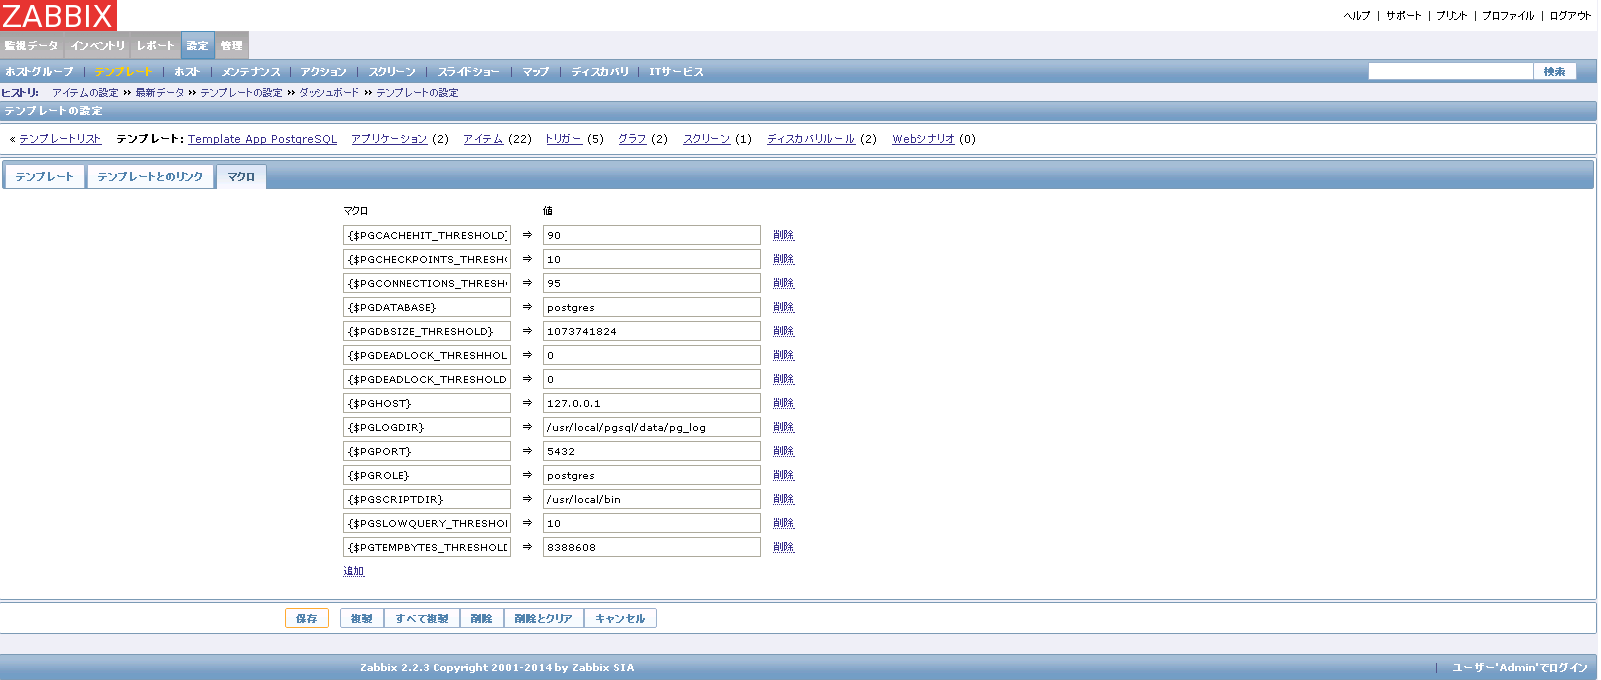 ZABBIX
ヘルプ | サポート | プリント | プロファイル | ログアウト
監視データ インベントリ レポート 設定 管理
ホストグループ | テンプレート | ホスト | メンテナンス | アクション | スクリーン | スライドショー | マップ | ディスカバリ | ITサービス 検索
ヒストリ: アイテムの設定 » 最新データ » テンプレートの設定 » ダッシュボード » テンプレートの設定
テンプレートの設定
« テンプレートリスト テンプレート: Template App PostgreSQL アプリケーション (2) アイテム (22) トリガー (5) グラフ (2) スクリーン (1) ディスカバリルール (2) Webシナリオ (0)
テンプレート テンプレートとのリンク マクロ
マクロ 値
{$PGCACHEHIT_THRESHOLD} ⇒ 90 削除
{$PGCHECKPOINTS_THRESH ⇒ 10 削除
{$PGCONNECTIONS_THRESH ⇒ 95 削除
{$PGDATABASE} ⇒ postgres 削除
{$PGDBSIZE_THRESHOLD} ⇒ 1073741824 削除
{$PGDEADLOCK_THRESHHOL ⇒ 0 削除
{$PGDEADLOCK_THRESHOLD ⇒ 0 削除
{$PGHOST} ⇒ 127.0.0.1 削除
{$PGLOGDIR} ⇒ /usr/local/pgsql/data/pg_log 削除
{$PGPORT} ⇒ 5432 削除
{$PGROLE} ⇒ postgres 削除
{$PGSCRIPTDIR} ⇒ /usr/local/bin 削除
{$PGSLOWQUERY_THRESHOL ⇒ 10 削除
{$PGTEMPBYTES_THRESHOLD ⇒ 8388608 削除
追加
保存 複製 すべて複製 削除 削除とクリア キャンセル
Zabbix 2.2.3 Copyright 2001-2014 by Zabbix SIA | ユーザー'Admin'でログイン